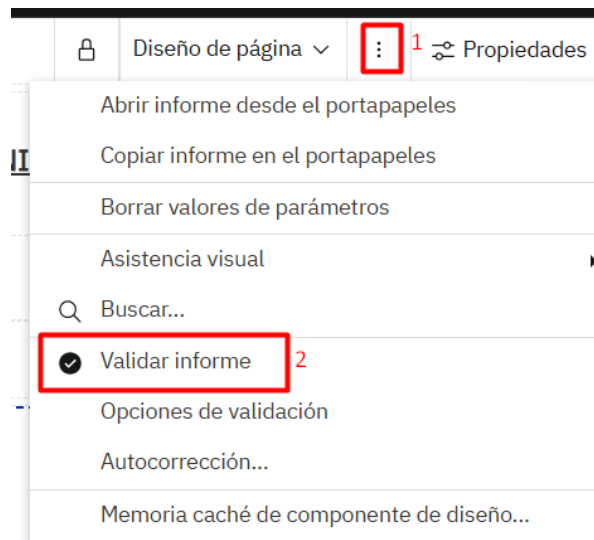 Diseño de página
1
Propiedades
Abrir informe desde el portapapeles
Copiar informe en el portapapeles
Borrar valores de parámetros
Asistencia visual
Buscar...
Validar informe
2
Opciones de validación
Autocorrección...
Memoria caché de componente de diseño...